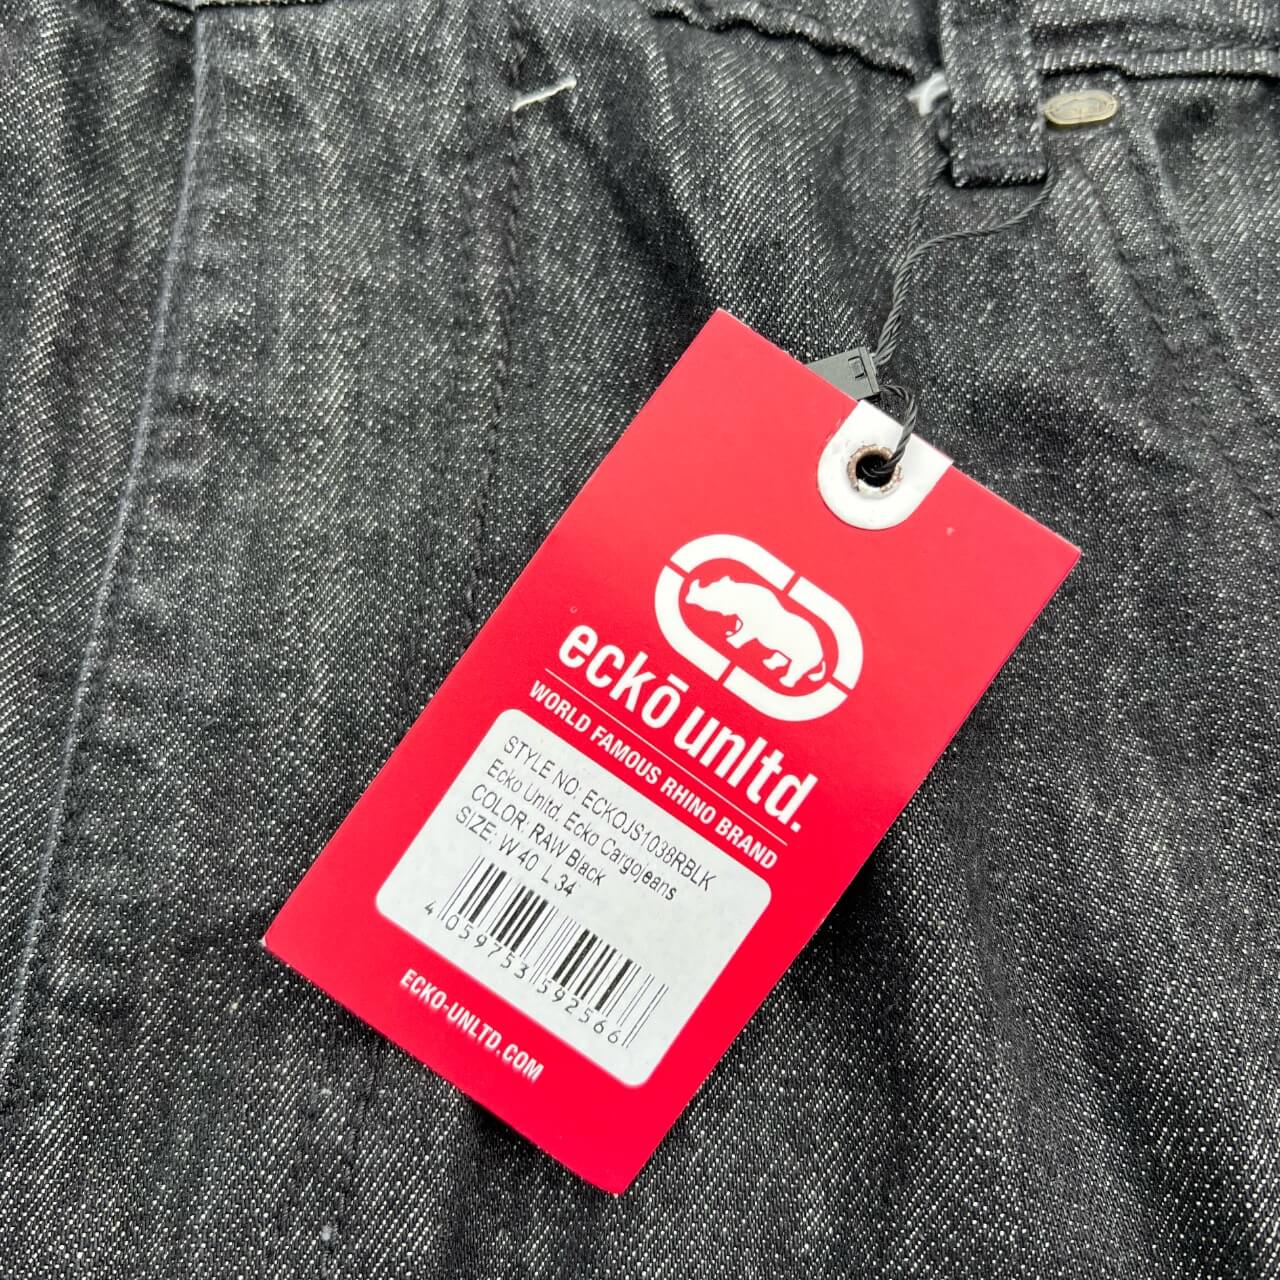 eckō unltd.
WORLD FAMOUS RHINO BRAND
STYLE NO: ECKOJS1038RBLK
Ecko Unltd. Ecko Cargojeans
COLOR: RAW Black
SIZE: W 40 L 34
4 059753 592566
ECKO-UNLTD.COM